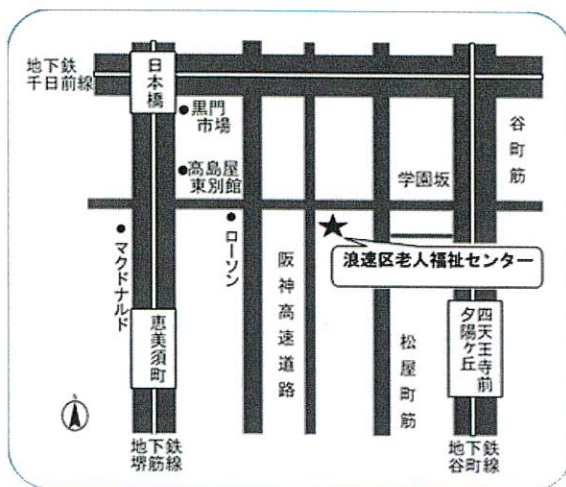 地下鉄
千日前線
日本橋
黒門
市場
高島屋
東別館
学園坂
谷町筋
マクドナルド
ローソン
浪速区老人福祉センター
阪神高速道路
松屋町筋
恵美須町
四天王寺前
夕陽ヶ丘
N
地下鉄
堺筋線
地下鉄
谷町線